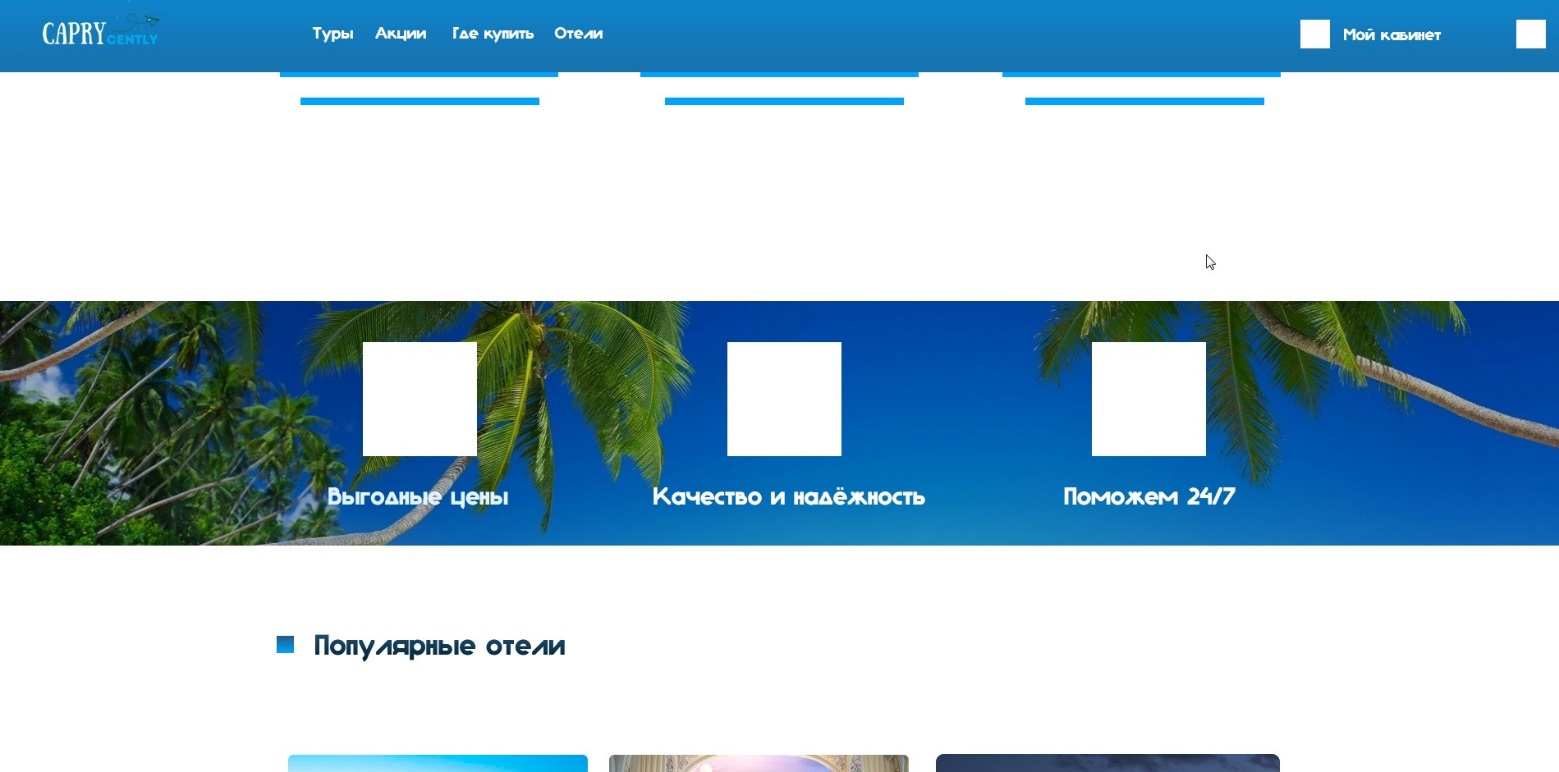 CAPRY CENTLY
Туры Акции Где купить Отели
Мой кабинет
Выгодные цены
Качество и надёжность
Поможем 24/7
Популярные отели